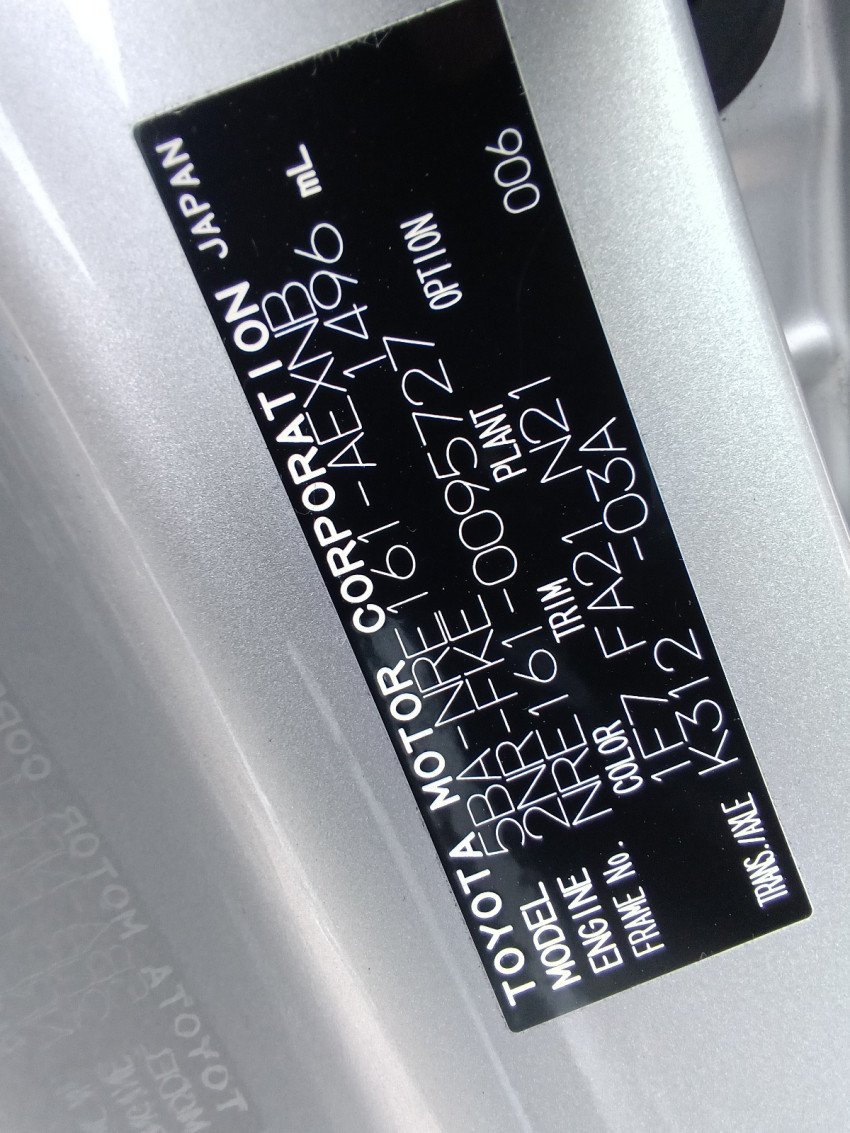 TOYOTA MOTOR CORPORATION JAPAN
MODEL 5BA-NRE161-AEXNB
ENGINE 2NR-FKE 1496 mL
FRAME No. NRE161-0095727
COLOR TRIM PLANT OPTION
1E7 FA21 N21 006
TRANS./AXLE K312 -03A